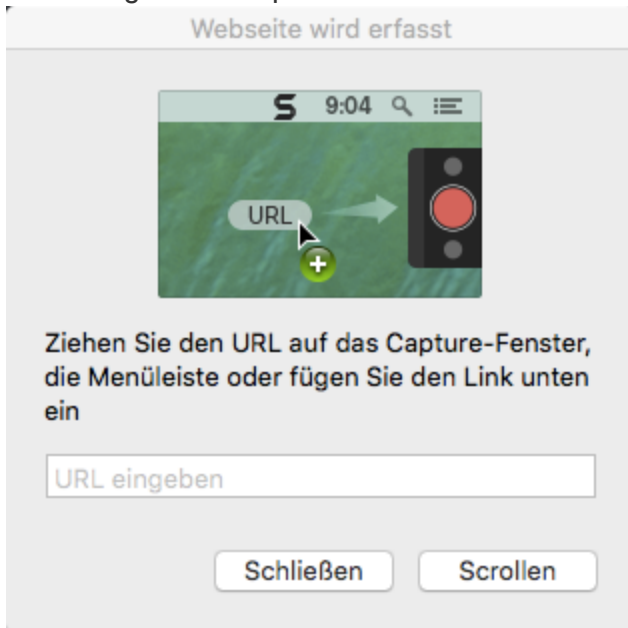 Webseite wird erfasst
S 9:04
URL
Ziehen Sie den URL auf das Capture-Fenster,
die Menüleiste oder fügen Sie den Link unten
ein
URL eingeben
Schließen Scrollen